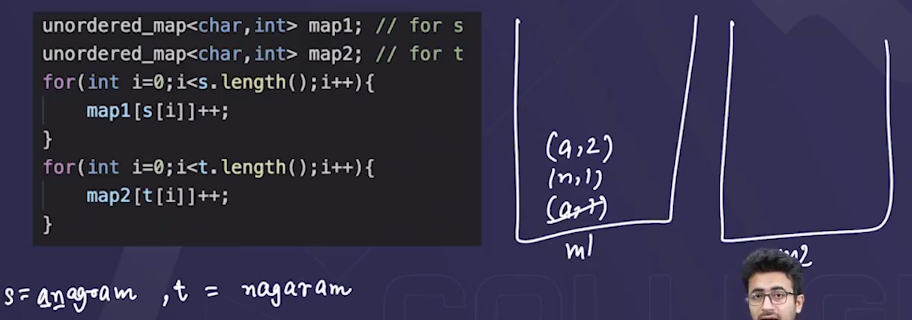 unordered_map<char,int> map1; // for s
unordered_map<char,int> map2; // for t
for(int i=0;i<s.length();i++){
map1[s[i]]++;
}
for(int i=0;i<t.length();i++){
map2[t[i]]++;
}
(a,2)
(n,1)
(a,1)
m1
m2
s = anagram , t = nagaram